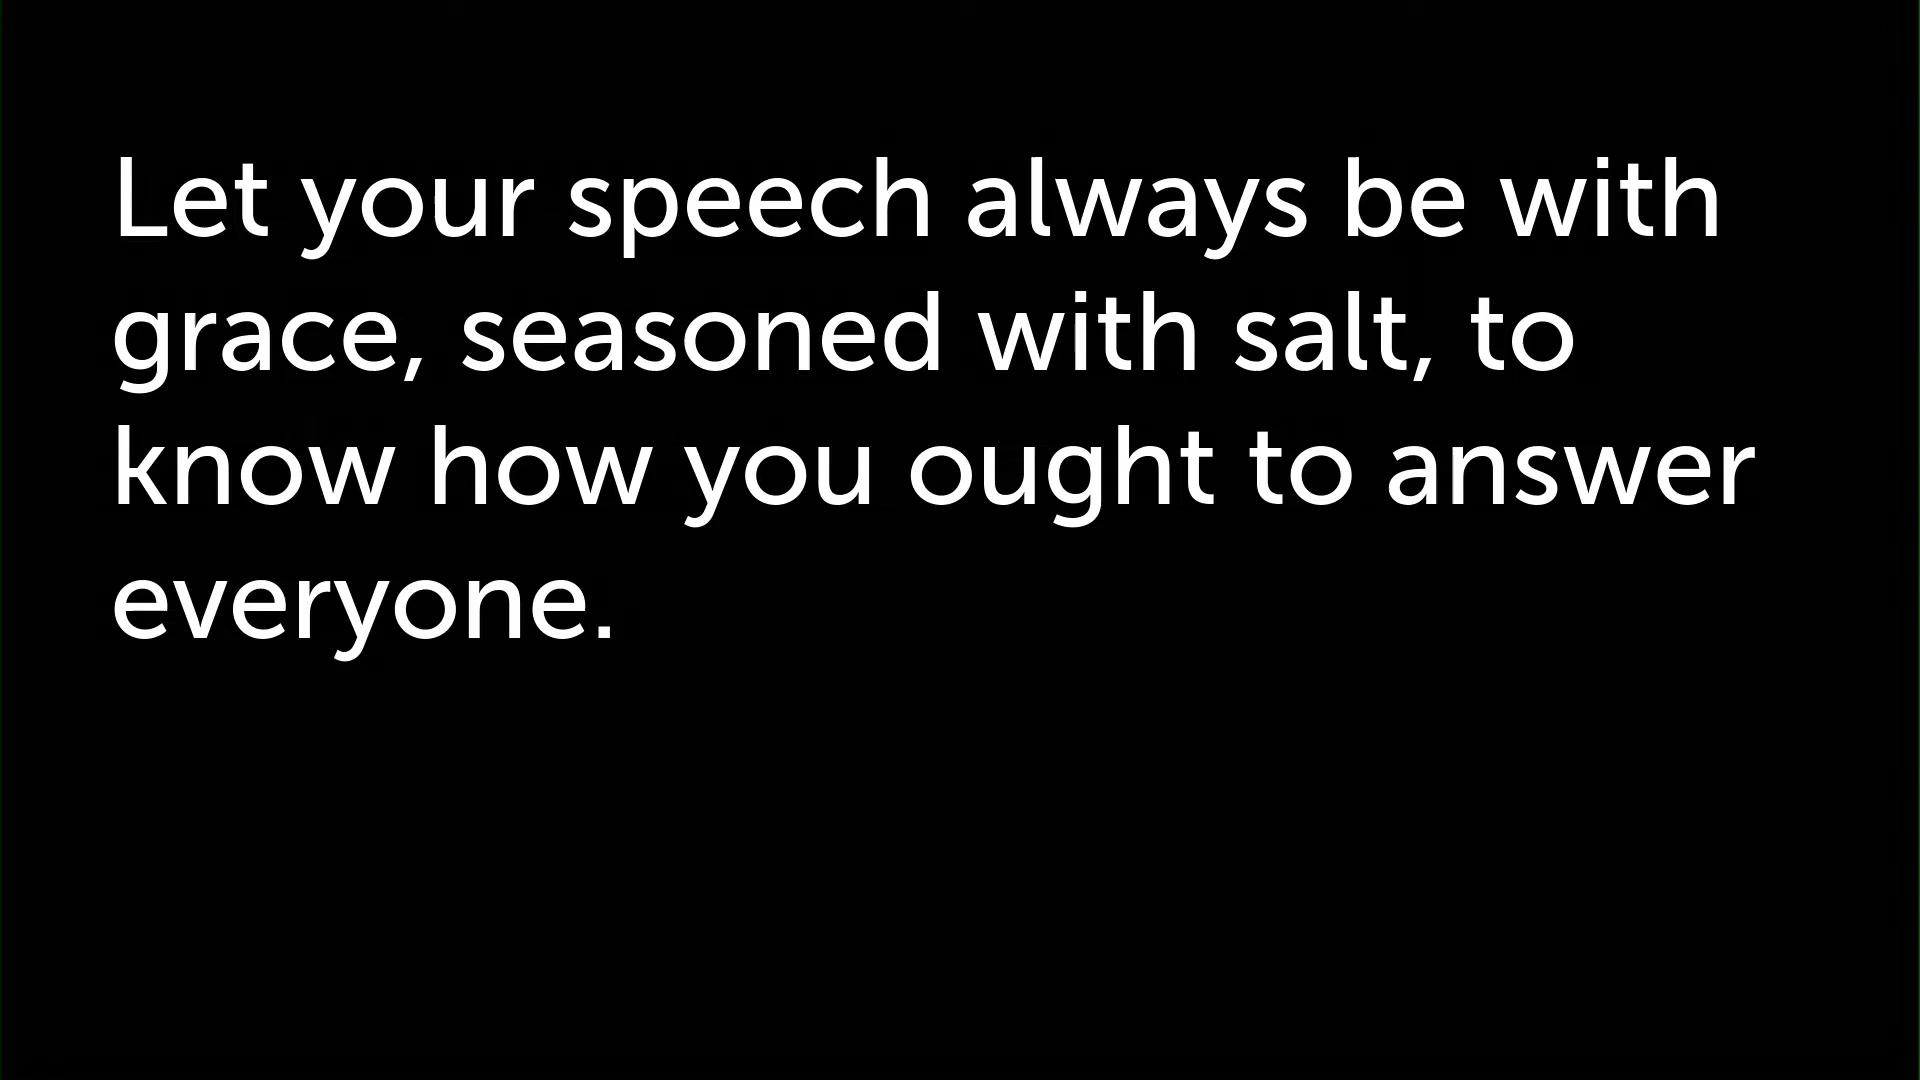 Let your speech always be with
grace, seasoned with salt, to
know how you ought to answer
everyone.